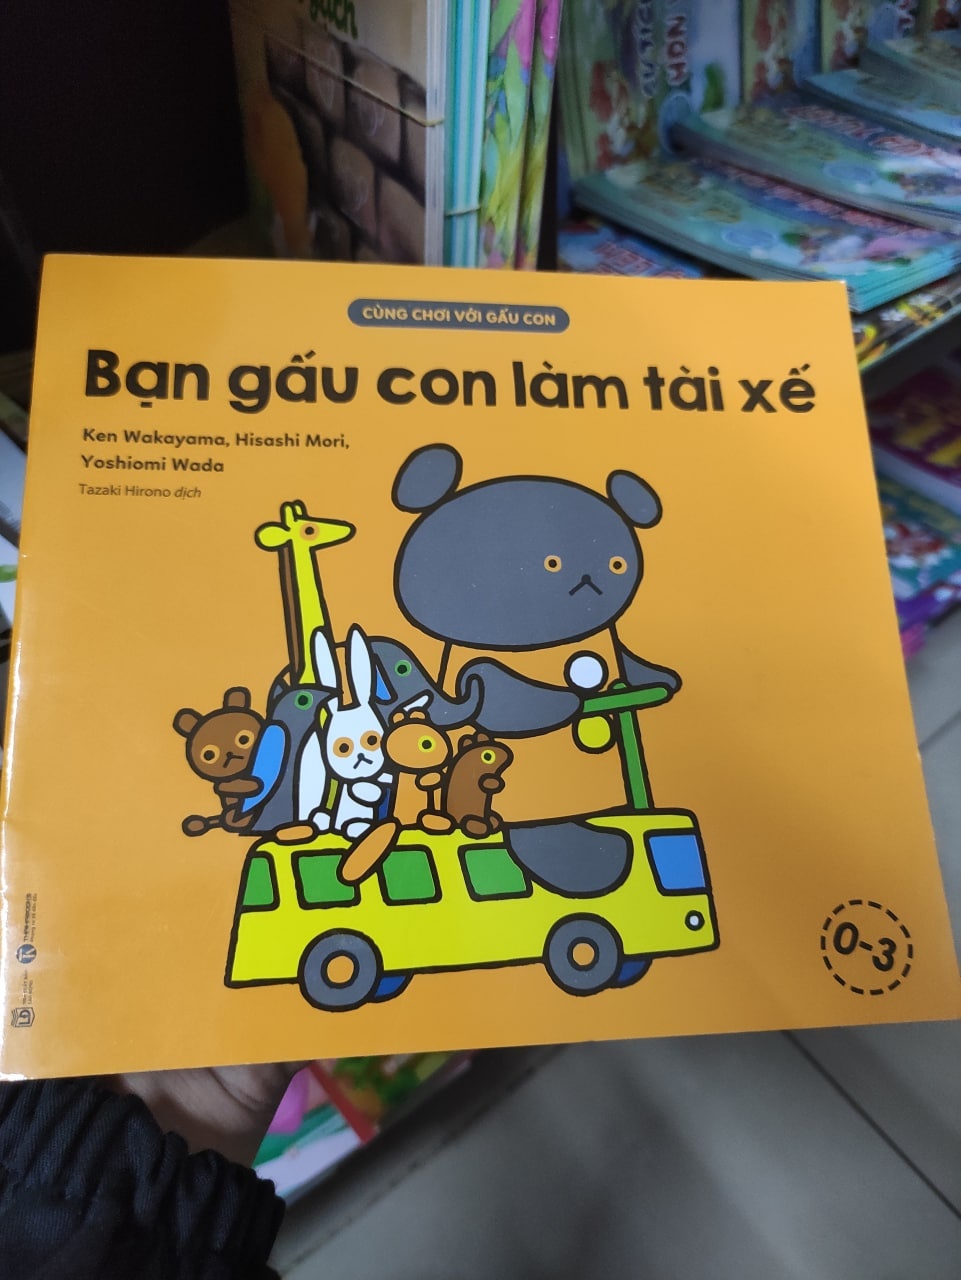 CÙNG CHƠI VỚI GẤU CON
Bạn gấu con làm tài xế
Ken Wakayama, Hisashi Mori,
Yoshiomi Wada
Tazaki Hirono dịch
0-3